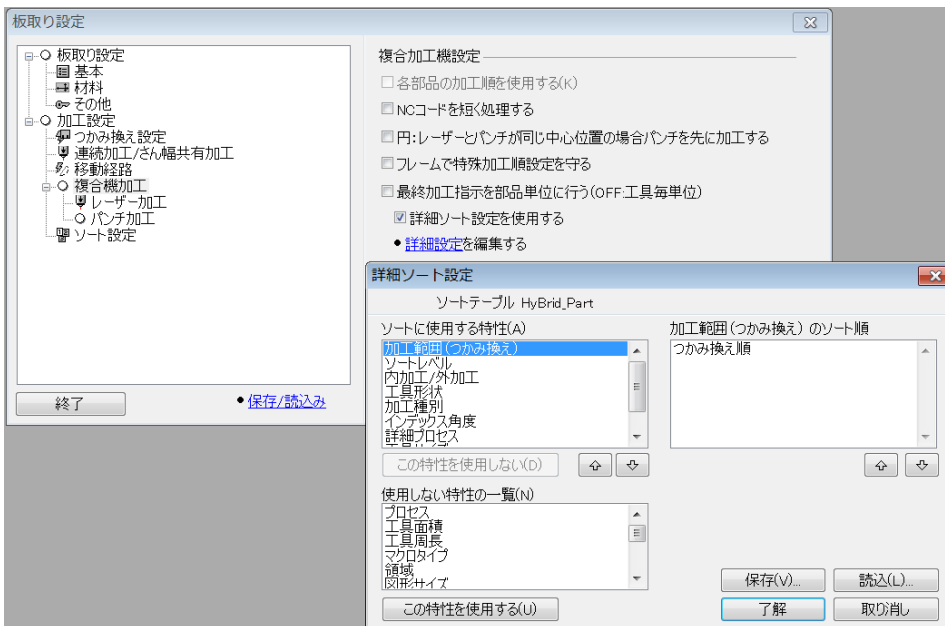 板取り設定
板取り設定
基本
材料
その他
加工設定
つかみ換え設定
連続加工/さん幅共有加工
移動経路
複合機加工
レーザー加工
パンチ加工
ソート設定
終了
保存/読込み
複合加工機設定
各部品の加工順を使用する(K)
NCコードを短く処理する
円:レーザーとパンチが同じ中心位置の場合パンチを先に加工する
フレームで特殊加工順設定を守る
最終加工指示を部品単位に行う(OFF:工具毎単位)
詳細ソート設定を使用する
詳細設定を編集する
詳細ソート設定
ソートテーブル HyBrid_Part
ソートに使用する特性(A)
加工範囲(つかみ換え)
ソートレベル
内加工/外加工
工具形状
加工種別
インデックス角度
詳細プロセス
この特性を使用しない(D)
使用しない特性の一覧(N)
プロセス
工具面積
工具周長
マクロタイプ
領域
図形サイズ
この特性を使用する(U)
加工範囲(つかみ換え) のソート順
つかみ換え順
保存(V)...
読込(L)...
了解
取り消し